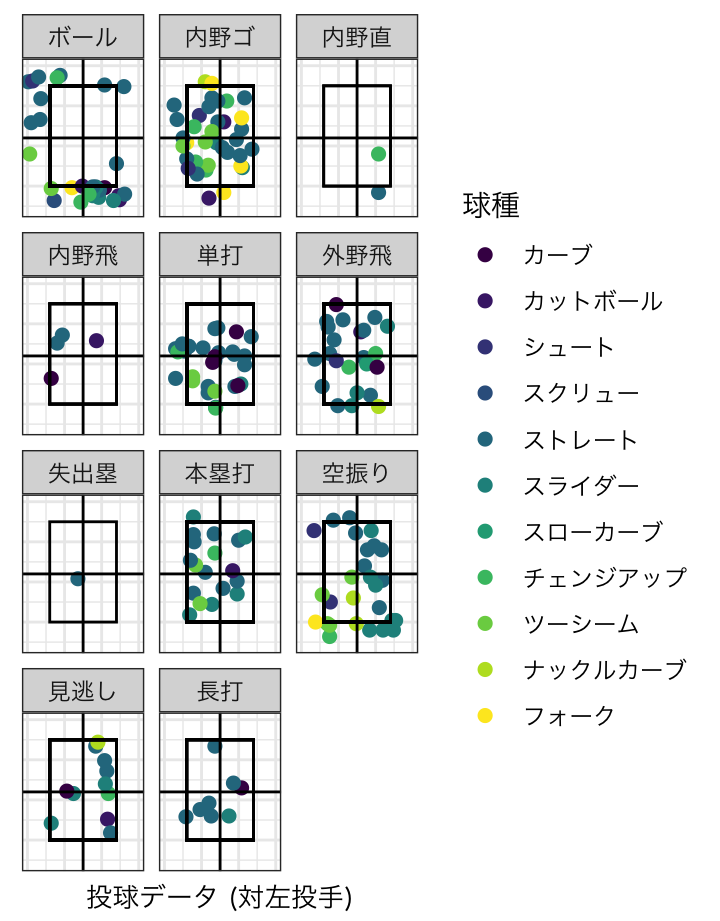 ボール
内野ゴ
内野直
内野飛
単打
外野飛
失出塁
本塁打
空振り
見逃し
長打
球種
カーブ
カットボール
シュート
スクリュー
ストレート
スライダー
スローカーブ
チェンジアップ
ツーシーム
ナックルカーブ
フォーク
投球データ (対左投手)